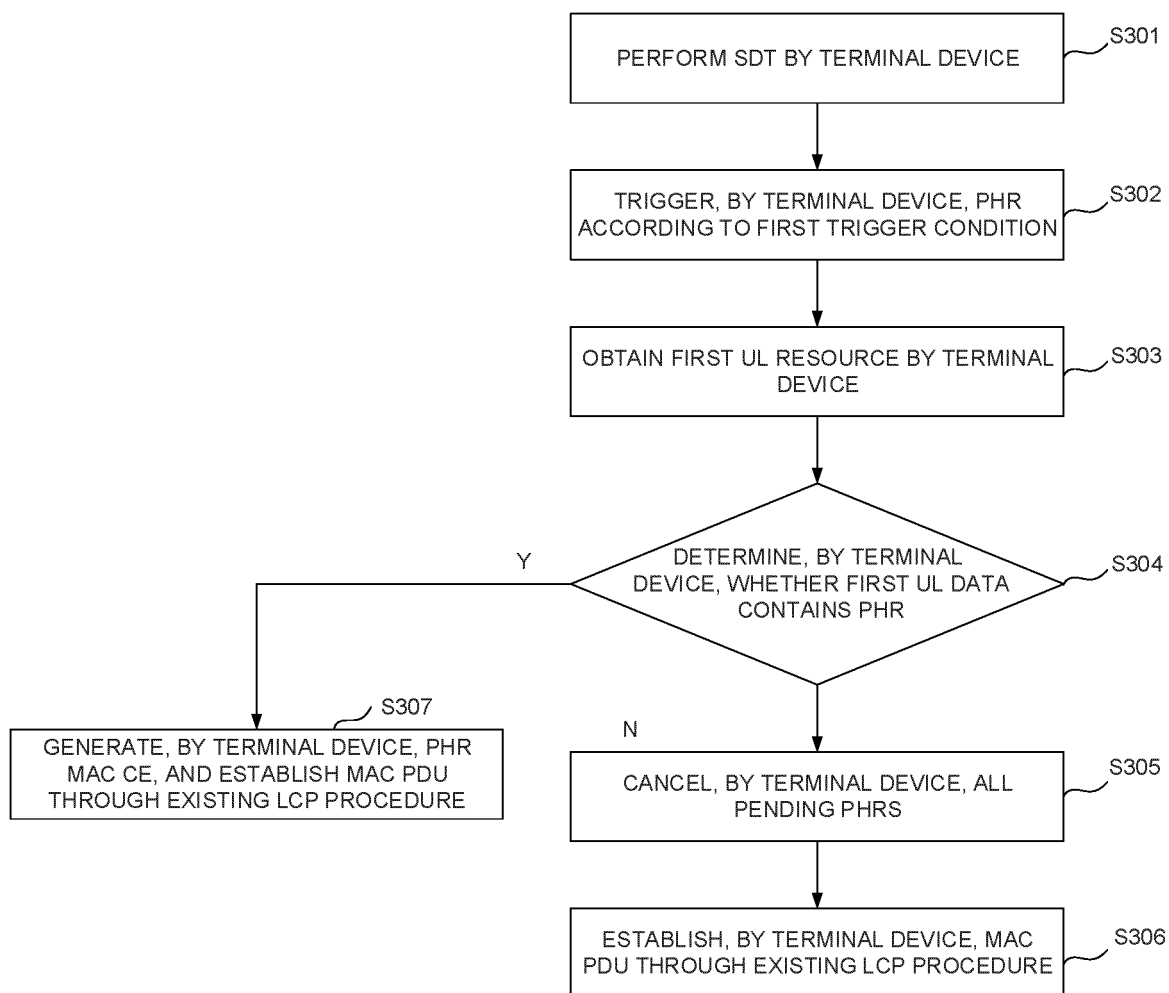 S301
PERFORM SDT BY TERMINAL DEVICE
S302
TRIGGER, BY TERMINAL DEVICE, PHR
ACCORDING TO FIRST TRIGGER CONDITION
S303
OBTAIN FIRST UL RESOURCE BY TERMINAL
DEVICE
S304
DETERMINE, BY TERMINAL
DEVICE, WHETHER FIRST UL DATA
CONTAINS PHR
Y
S307
GENERATE, BY TERMINAL DEVICE, PHR
MAC CE, AND ESTABLISH MAC PDU
THROUGH EXISTING LCP PROCEDURE
N
S305
CANCEL, BY TERMINAL DEVICE, ALL
PENDING PHRS
S306
ESTABLISH, BY TERMINAL DEVICE, MAC
PDU THROUGH EXISTING LCP PROCEDURE